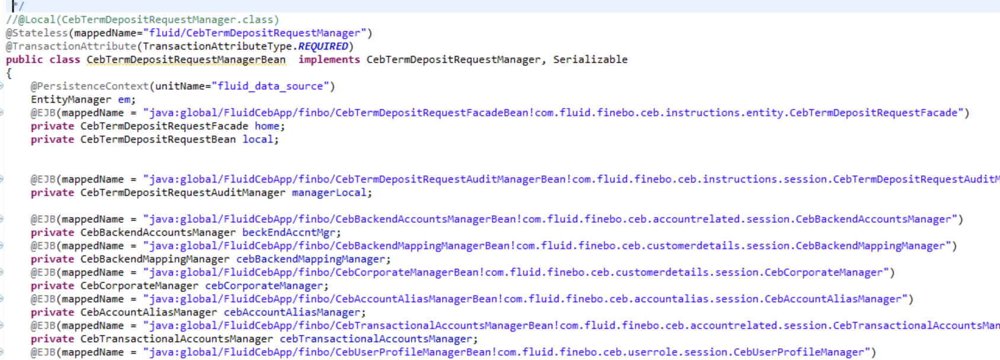 */
//@Local(CebTermDepositRequestManager.class)
@Stateless(mappedName="fluid/CebTermDepositRequestManager")
@TransactionAttribute(TransactionAttributeType.REQUIRED)
public class CebTermDepositRequestManagerBean  implements CebTermDepositRequestManager, Serializable
{
@PersistenceContext(unitName="fluid_data_source")
EntityManager em;
@EJB(mappedName = "java:global/FluidCebApp/finbo/CebTermDepositRequestFacadeBean!com.fluid.finebo.ceb.instructions.entity.CebTermDepositRequestFacade")
private CebTermDepositRequestFacade home;
private CebTermDepositRequestBean local;
@EJB(mappedName = "java:global/FluidCebApp/finbo/CebTermDepositRequestAuditManagerBean!com.fluid.finebo.ceb.instructions.session.CebTermDepositRequestAuditM
private CebTermDepositRequestAuditManager managerLocal;
@EJB(mappedName = "java:global/FluidCebApp/finbo/CebBackendAccountsManagerBean!com.fluid.finebo.ceb.accountrelated.session.CebBackendAccountsManager")
private CebBackendAccountsManager beckEndAccntMgr;
@EJB(mappedName = "java:global/FluidCebApp/finbo/CebBackendMappingManagerBean!com.fluid.finebo.ceb.customerdetails.session.CebBackendMappingManager")
private CebBackendMappingManager cebBackendMappingManager;
@EJB(mappedName = "java:global/FluidCebApp/finbo/CebCorporateManagerBean!com.fluid.finebo.ceb.customerdetails.session.CebCorporateManager")
private CebCorporateManager cebCorporateManager;
@EJB(mappedName = "java:global/FluidCebApp/finbo/CebAccountAliasManagerBean!com.fluid.finebo.ceb.accountalias.session.CebAccountAliasManager")
private CebAccountAliasManager cebAccountAliasManager;
@EJB(mappedName = "java:global/FluidCebApp/finbo/CebTransactionalAccountsManagerBean!com.fluid.finebo.ceb.accountrelated.session.CebTransactionalAccountsMan
private CebTransactionalAccountsManager cebTransactionalAccountsManager;
@EJB(mappedName = "java:global/FluidCebApp/finbo/CebUserProfileManagerBean!com.fluid.finebo.ceb.userrole.session.CebUserProfileManager")